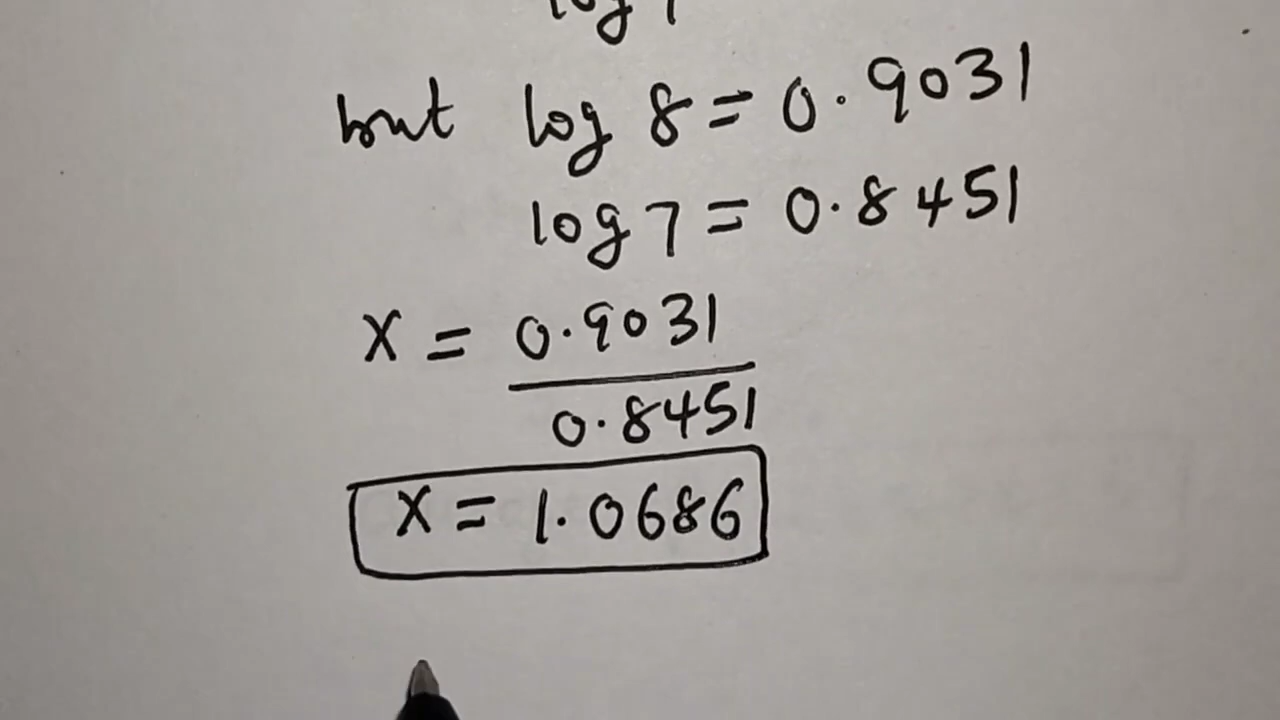 but log 8 = 0.9031
log 7 = 0.8451
X = 0.9031
0.8451
X = 1.0686